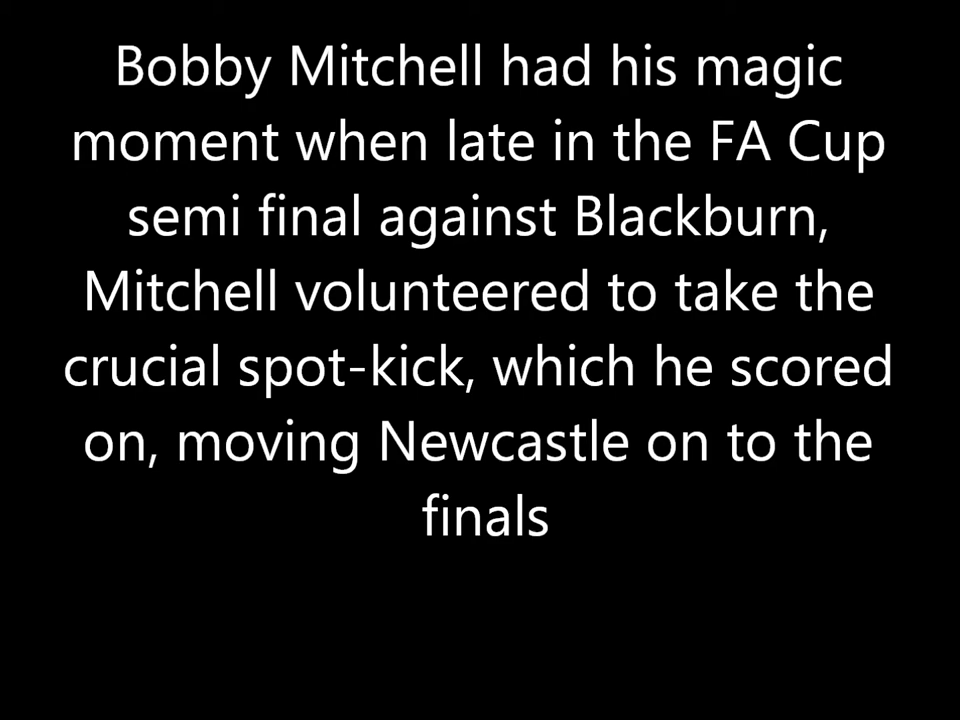 Bobby Mitchell had his magic
moment when late in the FA Cup
semi final against Blackburn,
Mitchell volunteered to take the
crucial spot-kick, which he scored
on, moving Newcastle on to the
finals